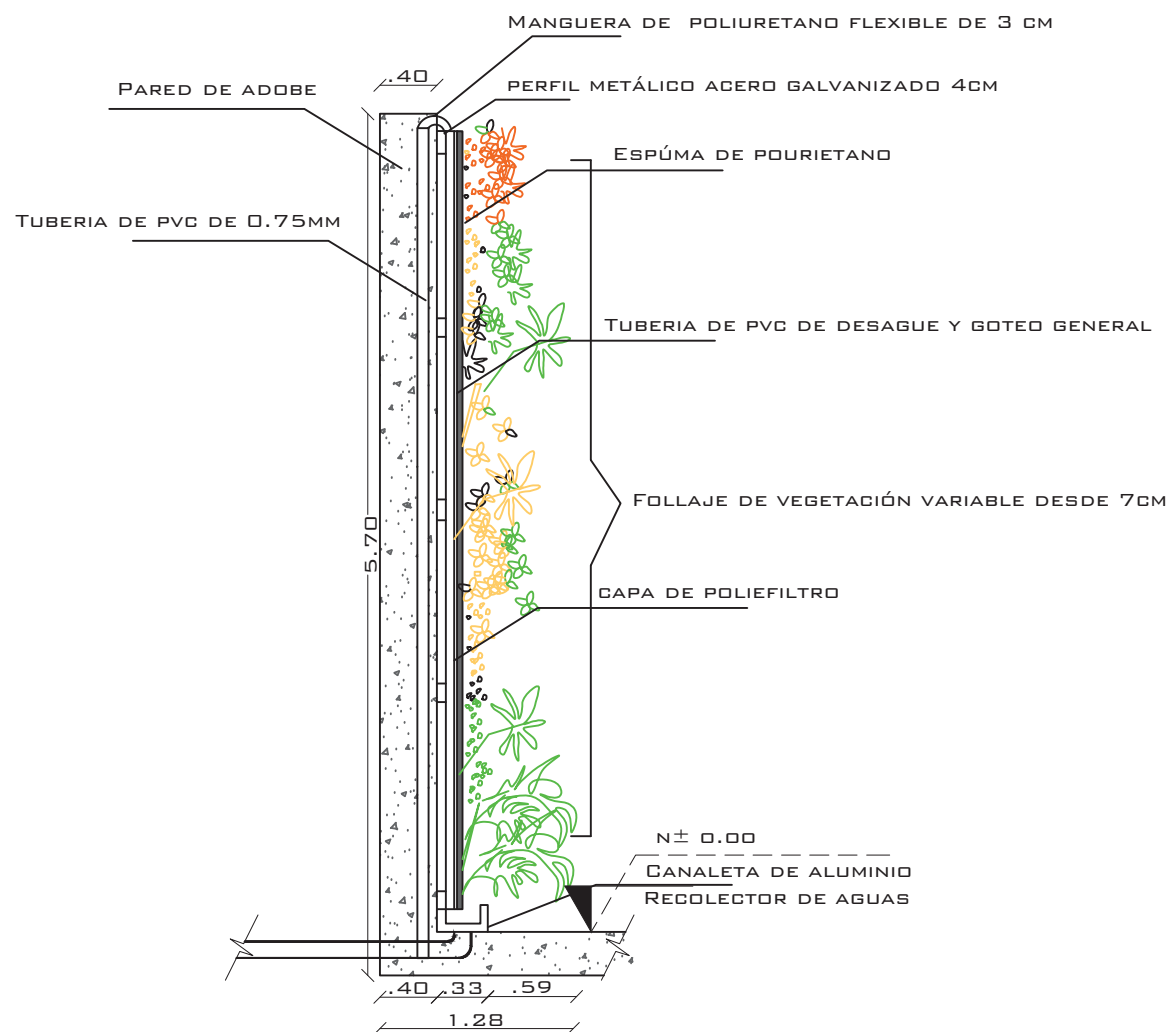 MANGUERA DE POLIURETANO FLEXIBLE DE 3 CM
.40
PARED DE ADOBE
PERFIL METÁLICO ACERO GALVANIZADO 4CM
ESPÚMA DE POURIETANO
TUBERIA DE PVC DE 0.75MM
TUBERIA DE PVC DE DESAGUE Y GOTEO GENERAL
FOLLAJE DE VEGETACIÓN VARIABLE DESDE 7CM
5.70
CAPA DE POLIEFILTRO
N± 0.00
CANALETA DE ALUMINIO
RECOLECTOR DE AGUAS
.40 .33 .59
1.28